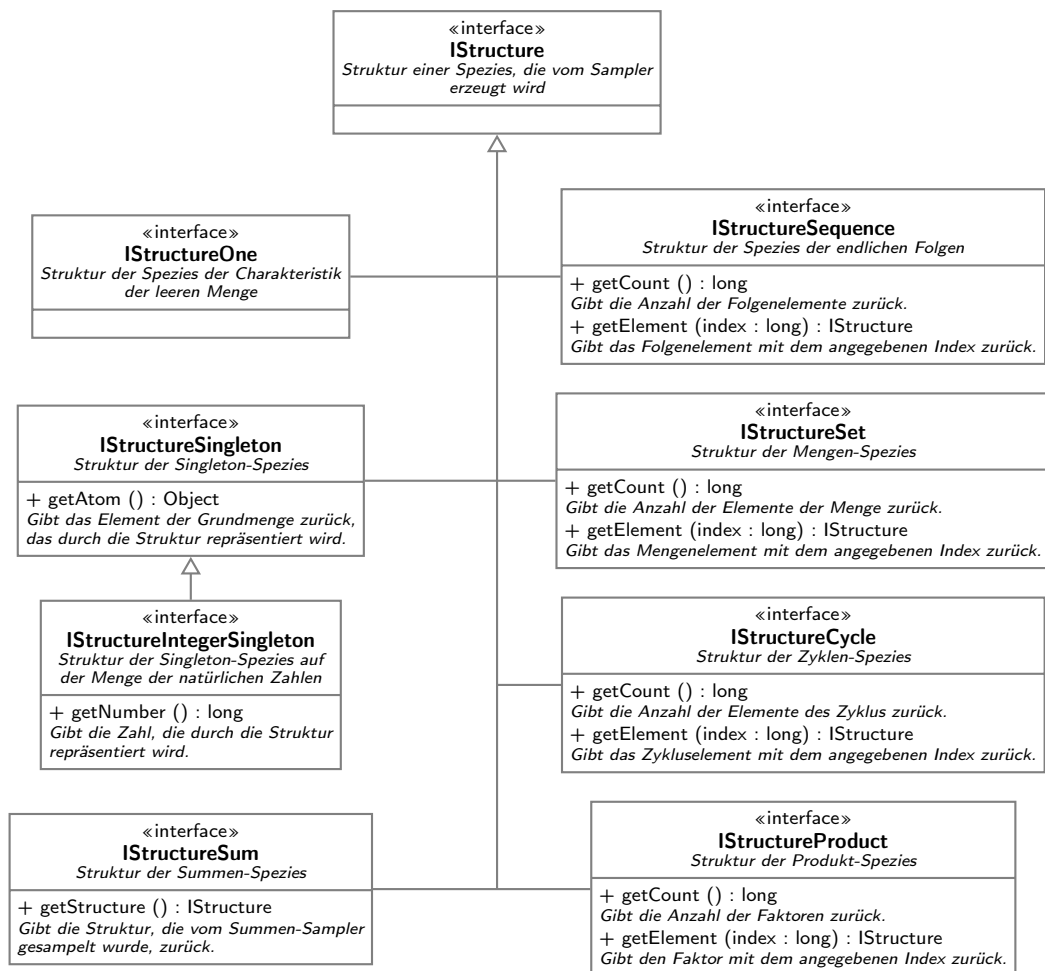 «interface»
IStructure
Struktur einer Spezies, die vom Sampler
erzeugt wird
«interface»
IStructureOne
Struktur der Spezies der Charakteristik
der leeren Menge
«interface»
IStructureSequence
Struktur der Spezies der endlichen Folgen
+ getCount () : long
Gibt die Anzahl der Folgenelemente zurück.
+ getElement (index : long) : IStructure
Gibt das Folgenelement mit dem angegebenen Index zurück.
«interface»
IStructureSingleton
Struktur der Singleton-Spezies
+ getAtom () : Object
Gibt das Element der Grundmenge zurück,
das durch die Struktur repräsentiert wird.
«interface»
IStructureSet
Struktur der Mengen-Spezies
+ getCount () : long
Gibt die Anzahl der Elemente der Menge zurück.
+ getElement (index : long) : IStructure
Gibt das Mengenelement mit dem angegebenen Index zurück.
«interface»
IStructureIntegerSingleton
Struktur der Singleton-Spezies auf
der Menge der natürlichen Zahlen
+ getNumber () : long
Gibt die Zahl, die durch die Struktur
repräsentiert wird.
«interface»
IStructureCycle
Struktur der Zyklen-Spezies
+ getCount () : long
Gibt die Anzahl der Elemente des Zyklus zurück.
+ getElement (index : long) : IStructure
Gibt das Zykluselement mit dem angegebenen Index zurück.
«interface»
IStructureSum
Struktur der Summen-Spezies
+ getStructure () : IStructure
Gibt die Struktur, die vom Summen-Sampler
gesampelt wurde, zurück.
«interface»
IStructureProduct
Struktur der Produkt-Spezies
+ getCount () : long
Gibt die Anzahl der Faktoren zurück.
+ getElement (index : long) : IStructure
Gibt den Faktor mit dem angegebenen Index zurück.